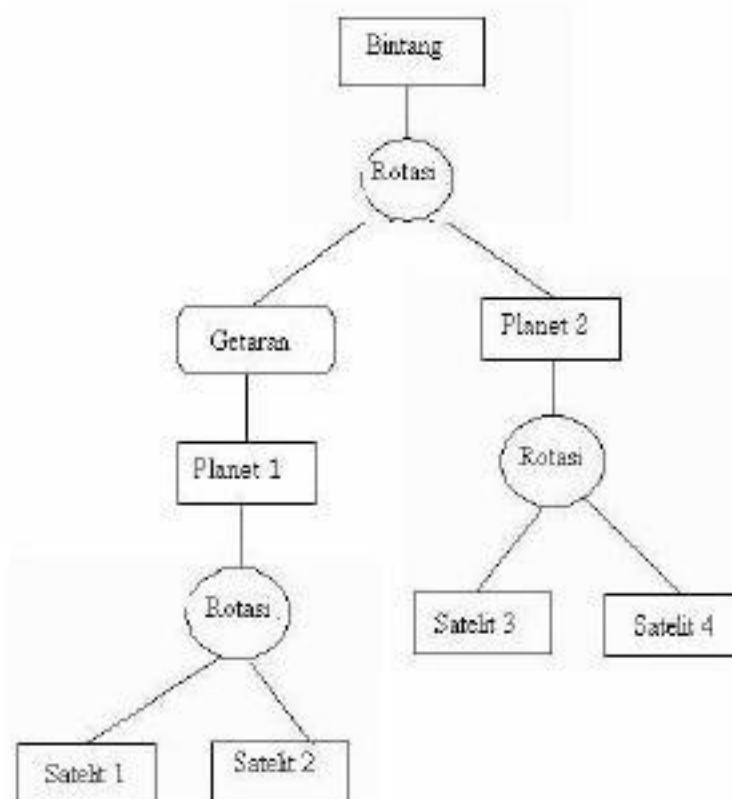 Bintang
Rotasi
Getaran
Planet 2
Planet 1
Rotasi
Rotasi
Satelit 3
Satelit 4
Satelit 1
Satelit 2